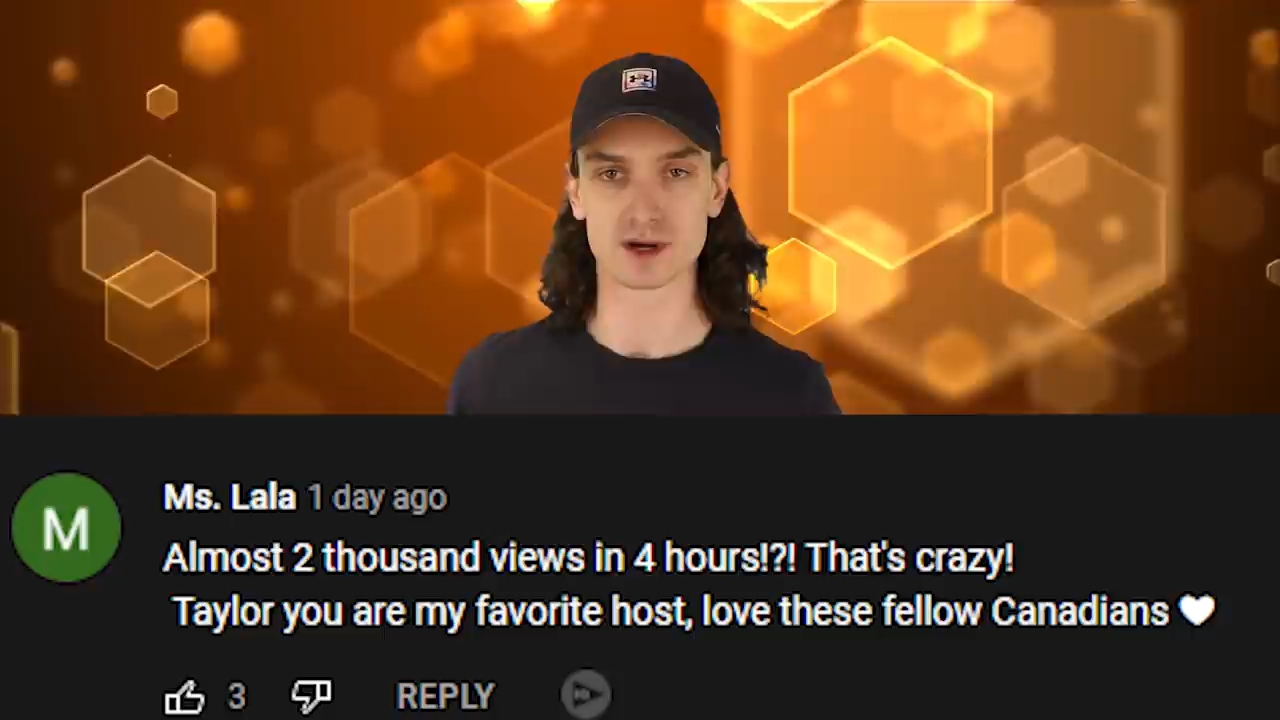 M
Ms. Lala 1 day ago
Almost 2 thousand views in 4 hours!?! That's crazy!
Taylor you are my favorite host, love these fellow Canadians 🤍
3 REPLY